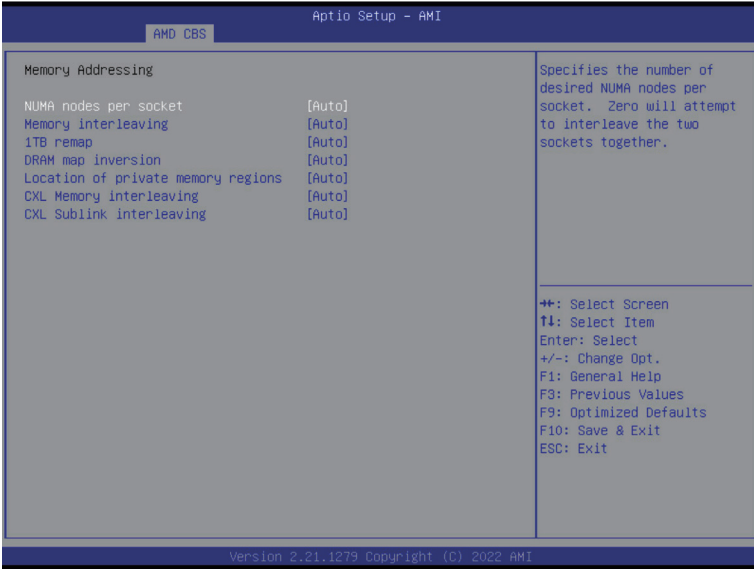 Aptio Setup – AMI
AMD CBS
Memory Addressing
NUMA nodes per socket [Auto]
Memory interleaving [Auto]
1TB remap [Auto]
DRAM map inversion [Auto]
Location of private memory regions [Auto]
CXL Memory interleaving [Auto]
CXL Sublink interleaving [Auto]
Specifies the number of
desired NUMA nodes per
socket. Zero will attempt
to interleave the two
sockets together.
→←: Select Screen
↑↓: Select Item
Enter: Select
+/-: Change Opt.
F1: General Help
F3: Previous Values
F9: Optimized Defaults
F10: Save & Exit
ESC: Exit
Version 2.21.1279 Copyright (C) 2022 AMI